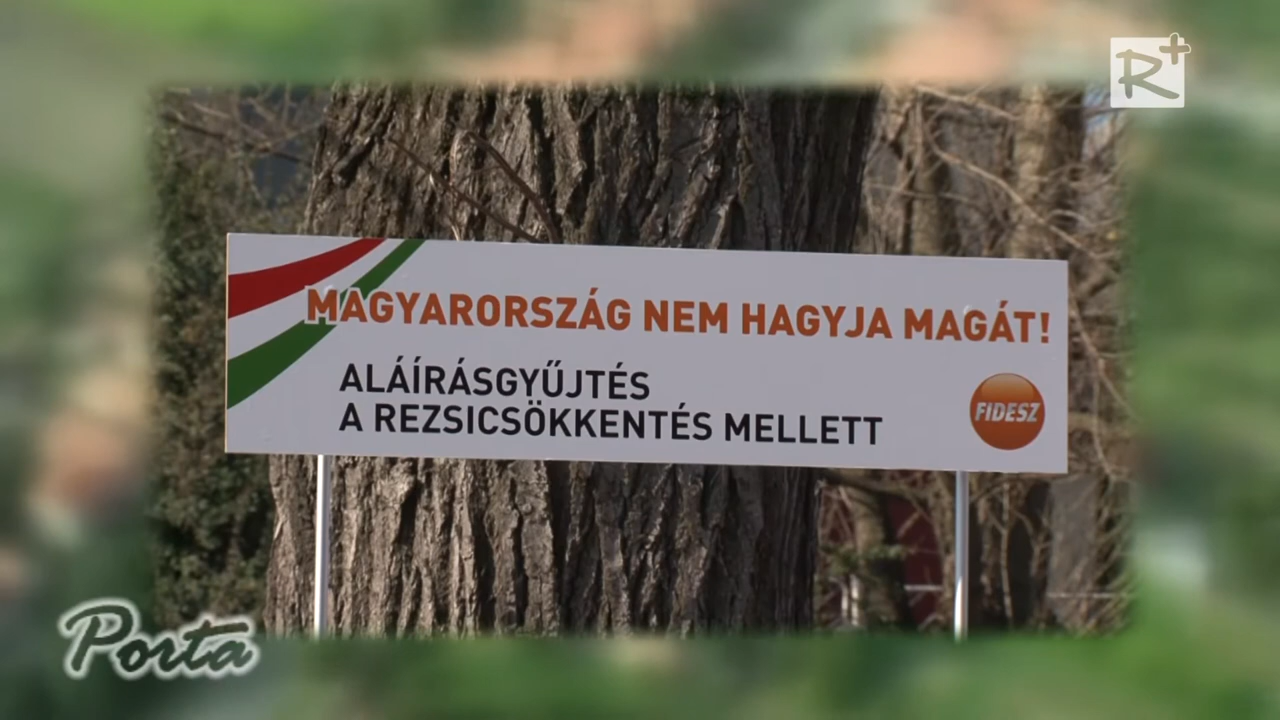 R+
MAGYARORSZÁG NEM HAGYJA MAGÁT!
ALÁÍRÁSGYŰJTÉS
A REZSICSÖKKENTÉS MELLETT
FIDESZ
Porta